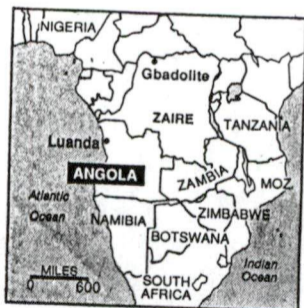 NIGERIA
Gbadolite
ZAIRE
TANZANIA
Luanda
ANGOLA
ZAMBIA
MOZ.
Atlantic
Ocean
NAMIBIA
ZIMBABWE
BOTSWANA
Indian
Ocean
MILES
0 600
SOUTH
AFRICA